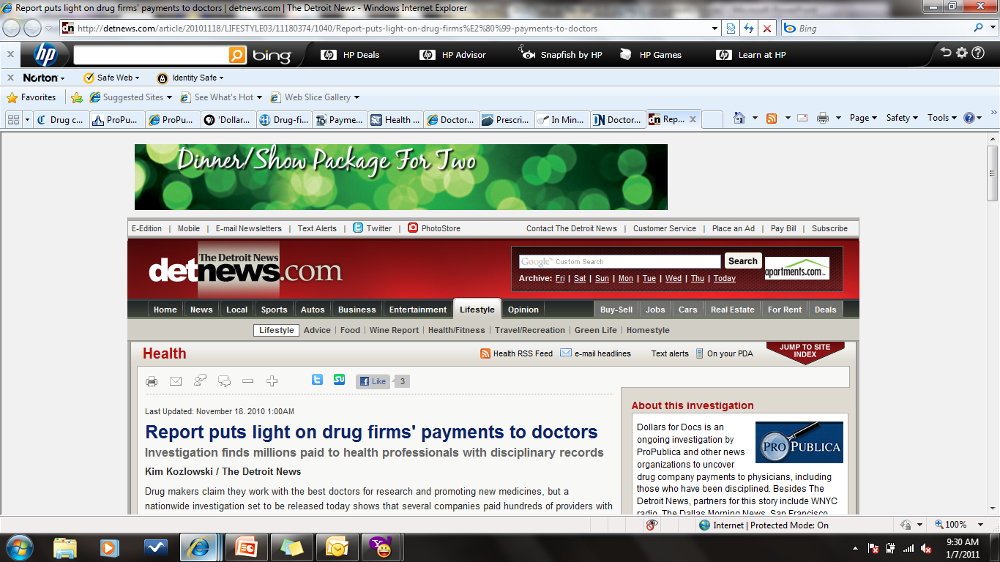 Report puts light on drug firms' payments to doctors | detnews.com | The Detroit News - Windows Internet Explorer
http://detnews.com/article/20101118/LIFESTYLE03/11180374/1040/Report-puts-light-on-drug-firms%E2%80%99-payments-to-doctors
Bing
hp bing HP Deals HP Advisor Snapfish by HP HP Games Learn at HP
Norton Safe Web Identity Safe
Favorites Suggested Sites See What's Hot Web Slice Gallery
Drug c... ProPu... ProPu... 'Dollar... Drug-fi... Payme... Health ... Doctor... Prescri... In Min... Doctor... Rep... Page Safety Tools
Dinner/Show Package For Two
E-Edition | Mobile | E-mail Newsletters | Text Alerts | Twitter | PhotoStore Contact The Detroit News | Customer Service | Place an Ad | Pay Bill | Subscribe
The Detroit News
detnews.com
Google™ Custom Search Search apartments.com
Archive: Fri | Sat | Sun | Mon | Tue | Wed | Thu | Today
Home News Local Sports Autos Business Entertainment Lifestyle Opinion Buy-Sell Jobs Cars Real Estate For Rent Deals
Lifestyle Advice | Food | Wine Report | Health/Fitness | Travel/Recreation | Green Life | Homestyle
Health Health RSS Feed e-mail headlines Text alerts On your PDA
JUMP TO SITE
INDEX
Like 3
Last Updated: November 18. 2010 1:00AM
Report puts light on drug firms' payments to doctors
Investigation finds millions paid to health professionals with disciplinary records
Kim Kozlowski / The Detroit News
Drug makers claim they work with the best doctors for research and promoting new medicines, but a
nationwide investigation set to be released today shows that several companies paid hundreds of providers with
About this investigation
PRO PUBLICA
Dollars for Docs is an
ongoing investigation by
ProPublica and other news
organizations to uncover
drug company payments to physicians, including
those who have been disciplined. Besides The
Detroit News, partners for this story include WNYC
radio, The Dallas Morning News, San Francisco
Internet | Protected Mode: On 100%
9:30 AM
1/7/2011